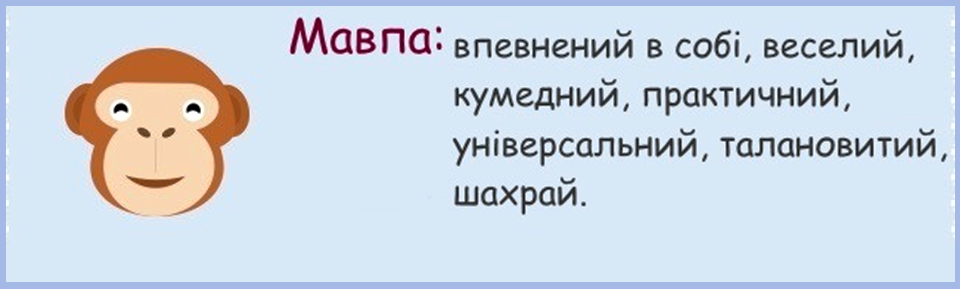 Мавпа: впевнений в собі, веселий,
кумедний, практичний,
універсальний, талановитий,
шахрай.